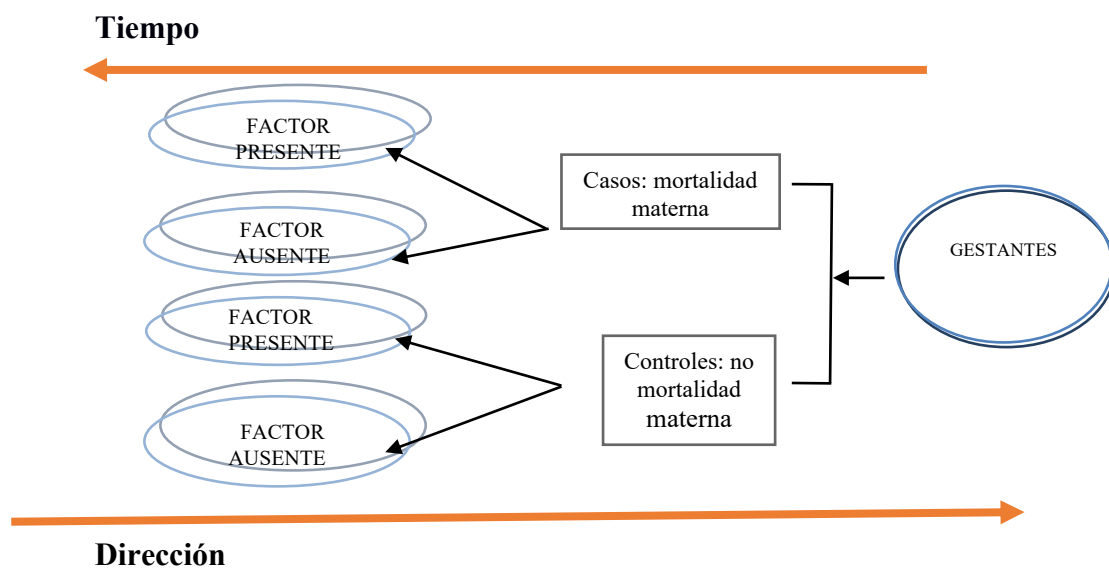 Tiempo
FACTOR
PRESENTE
FACTOR
AUSENTE
FACTOR
PRESENTE
FACTOR
AUSENTE
Casos: mortalidad
materna
Controles: no
mortalidad
materna
GESTANTES
Dirección